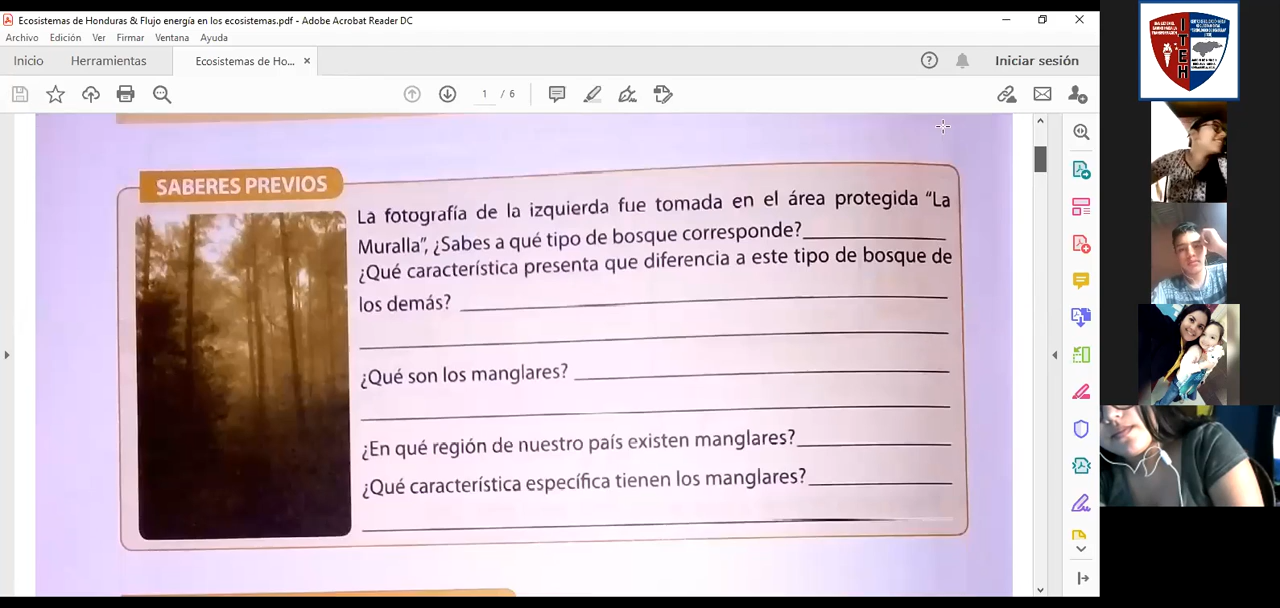 Ecosistemas de Honduras & Flujo energía en los ecosistemas.pdf - Adobe Acrobat Reader DC
Archivo Edición Ver Firmar Ventana Ayuda
Inicio Herramientas Ecosistemas de Ho... × Iniciar sesión
1 / 6
SABERES PREVIOS
La fotografía de la izquierda fue tomada en el área protegida “La
Muralla”, ¿Sabes a qué tipo de bosque corresponde?
¿Qué característica presenta que diferencia a este tipo de bosque de
los demás?
¿Qué son los manglares?
¿En qué región de nuestro país existen manglares?
¿Qué característica específica tienen los manglares?
ITEH